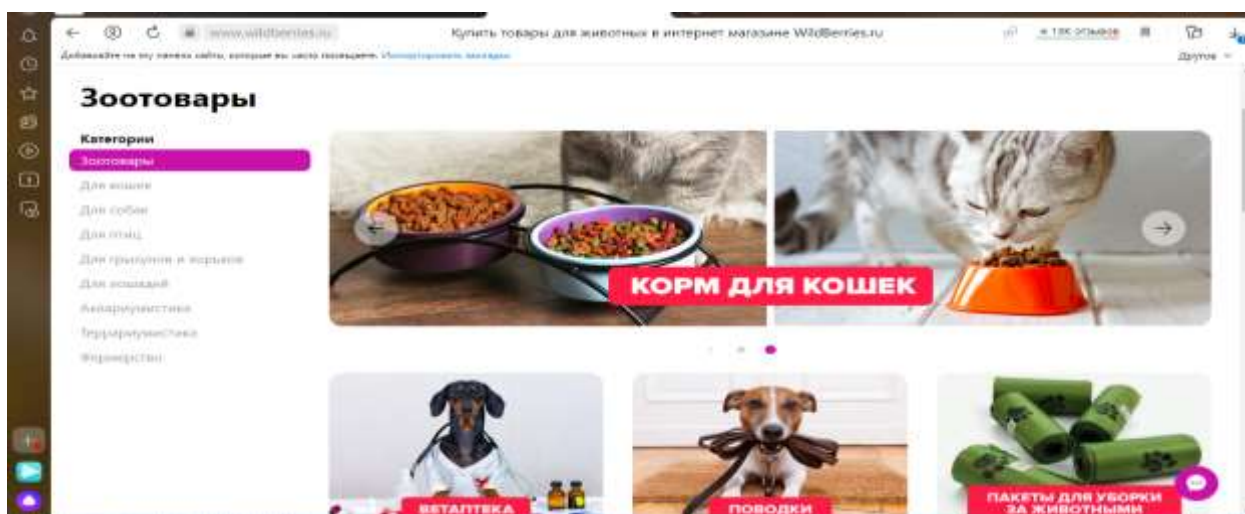 www.wildberries.ru
Купить товары для животных в интернет магазине Wildberries.ru
Другое
Зоотовары
Категории
Зоотовары
Для кошек
Для собак
Для птиц
Для грызунов и хорьков
Для лошадей
Аквариумистика
Террариумистика
Фермерство
КОРМ ДЛЯ КОШЕК
ВЕТАПТЕКА
ПОВОДКИ
ПАКЕТЫ ДЛЯ УБОРКИ
ЗА ЖИВОТНЫМИ